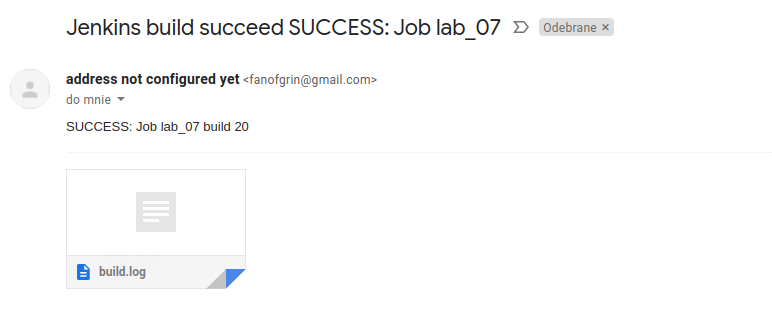 Jenkins build succeed SUCCESS: Job lab_07 Odebrane ×
address not configured yet <fanofgrin@gmail.com>
do mnie
SUCCESS: Job lab_07 build 20
build.log